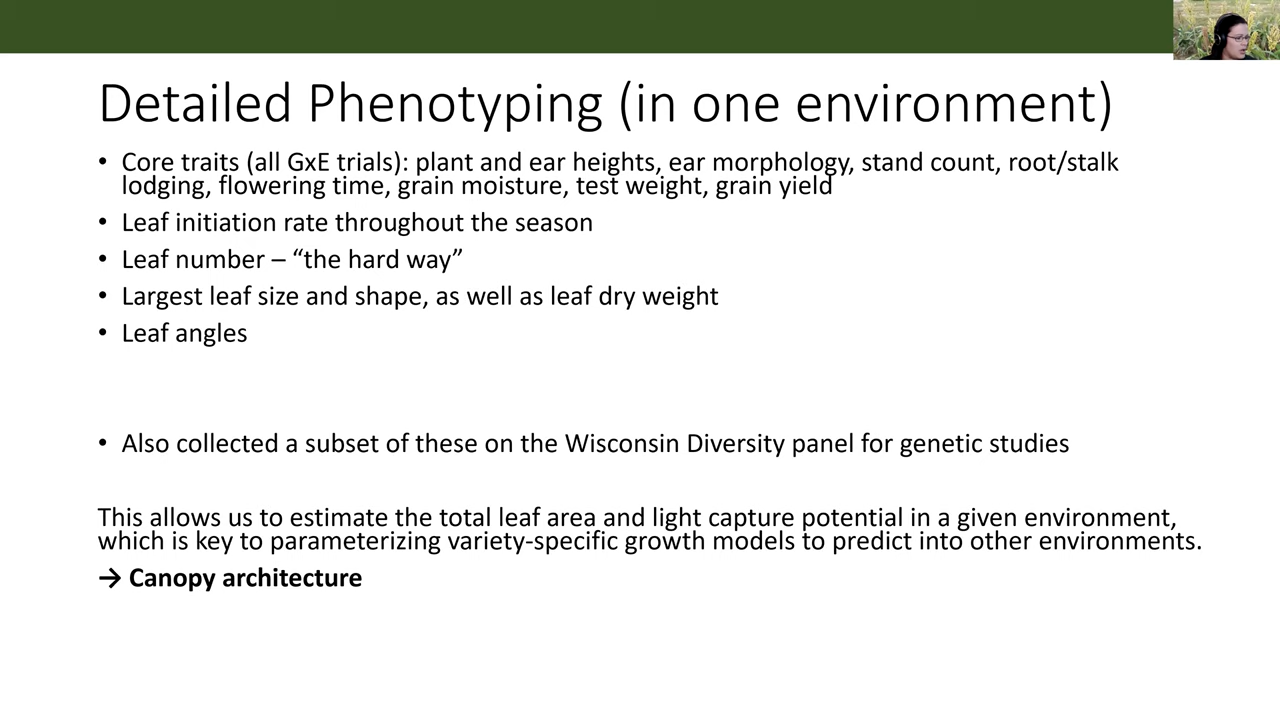 Detailed Phenotyping (in one environment)
• Core traits (all GxE trials): plant and ear heights, ear morphology, stand count, root/stalk
lodging, flowering time, grain moisture, test weight, grain yield
• Leaf initiation rate throughout the season
• Leaf number – “the hard way”
• Largest leaf size and shape, as well as leaf dry weight
• Leaf angles
• Also collected a subset of these on the Wisconsin Diversity panel for genetic studies
This allows us to estimate the total leaf area and light capture potential in a given environment,
which is key to parameterizing variety-specific growth models to predict into other environments.
→ Canopy architecture